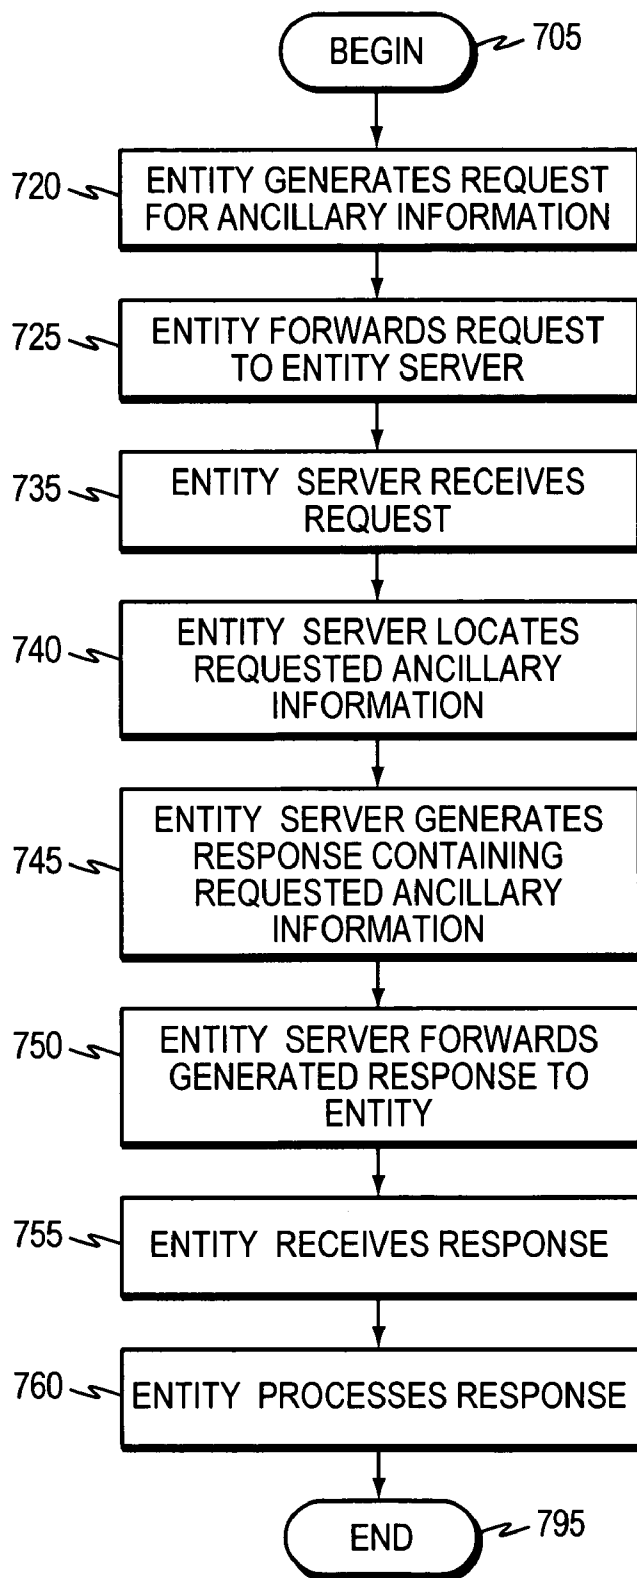 BEGIN
705
720
ENTITY GENERATES REQUEST
FOR ANCILLARY INFORMATION
725
ENTITY FORWARDS REQUEST
TO ENTITY SERVER
735
ENTITY SERVER RECEIVES
REQUEST
740
ENTITY SERVER LOCATES
REQUESTED ANCILLARY
INFORMATION
745
ENTITY SERVER GENERATES
RESPONSE CONTAINING
REQUESTED ANCILLARY
INFORMATION
750
ENTITY SERVER FORWARDS
GENERATED RESPONSE TO
ENTITY
755
ENTITY RECEIVES RESPONSE
760
ENTITY PROCESSES RESPONSE
END
795